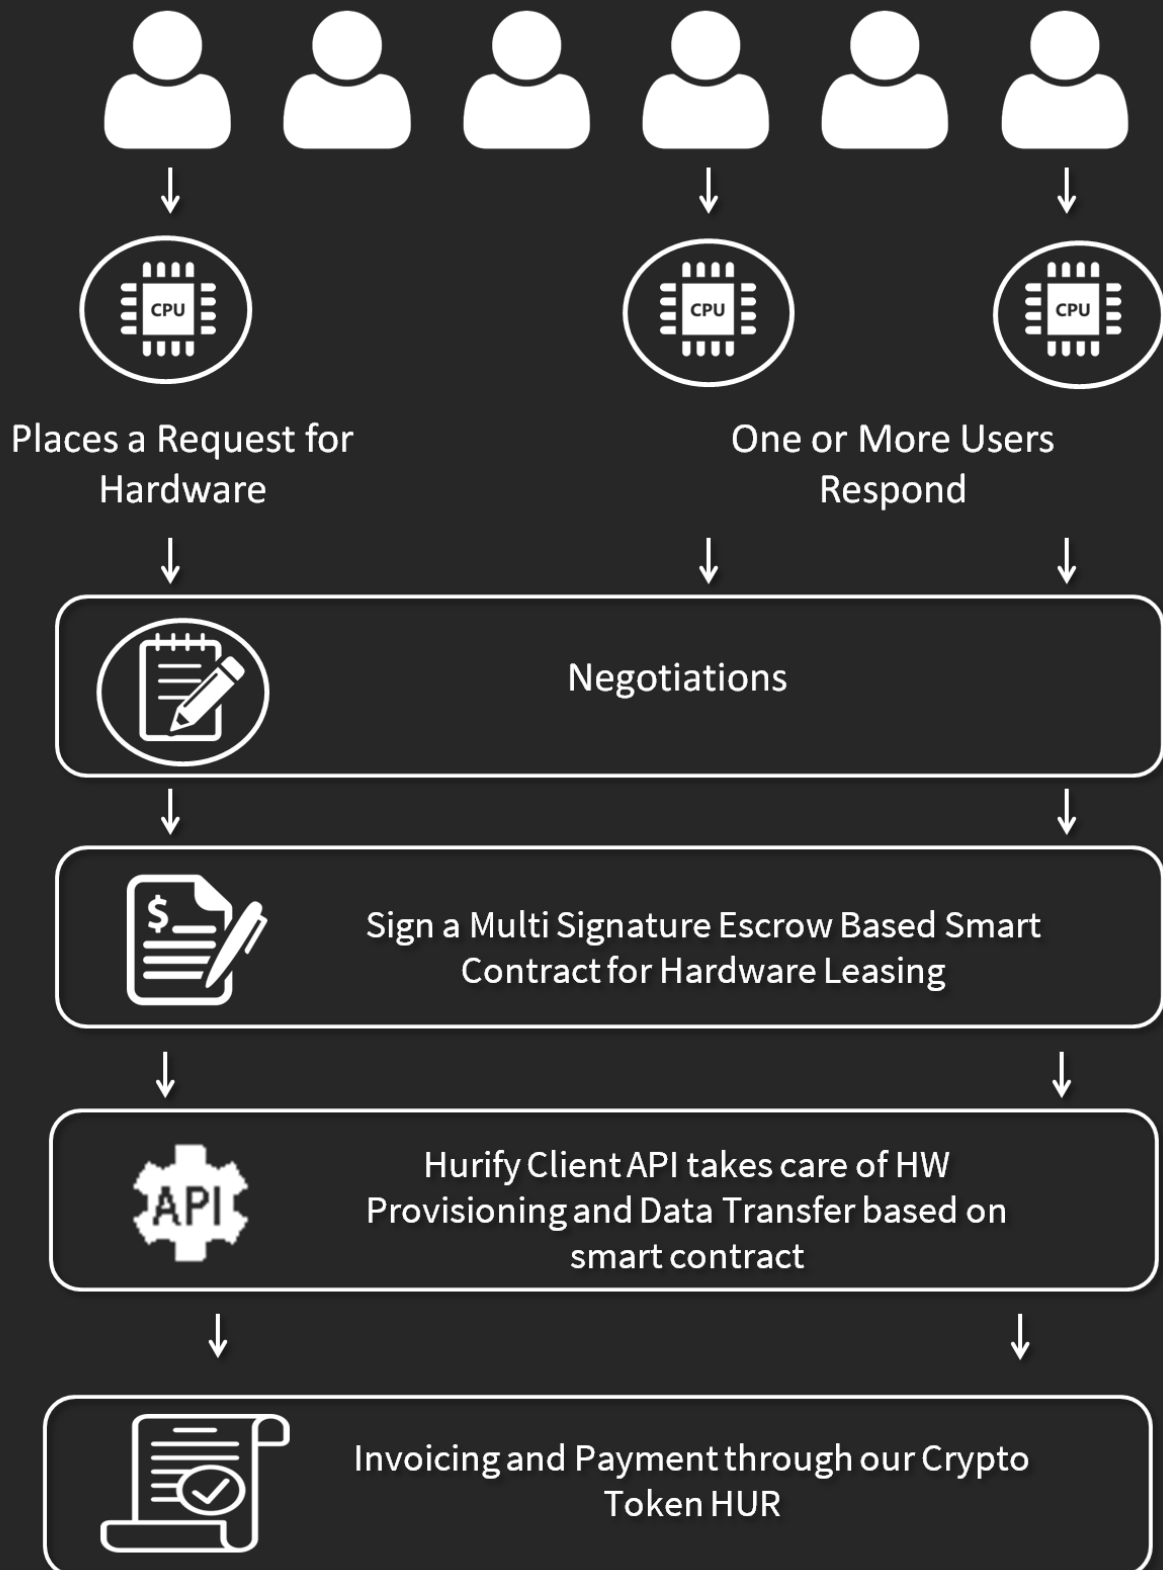 CPU
CPU
CPU
Places a Request for
Hardware
One or More Users
Respond
Negotiations
$
Sign a Multi Signature Escrow Based Smart
Contract for Hardware Leasing
API
Hurify Client API takes care of HW
Provisioning and Data Transfer based on
smart contract
Invoicing and Payment through our Crypto
Token HUR